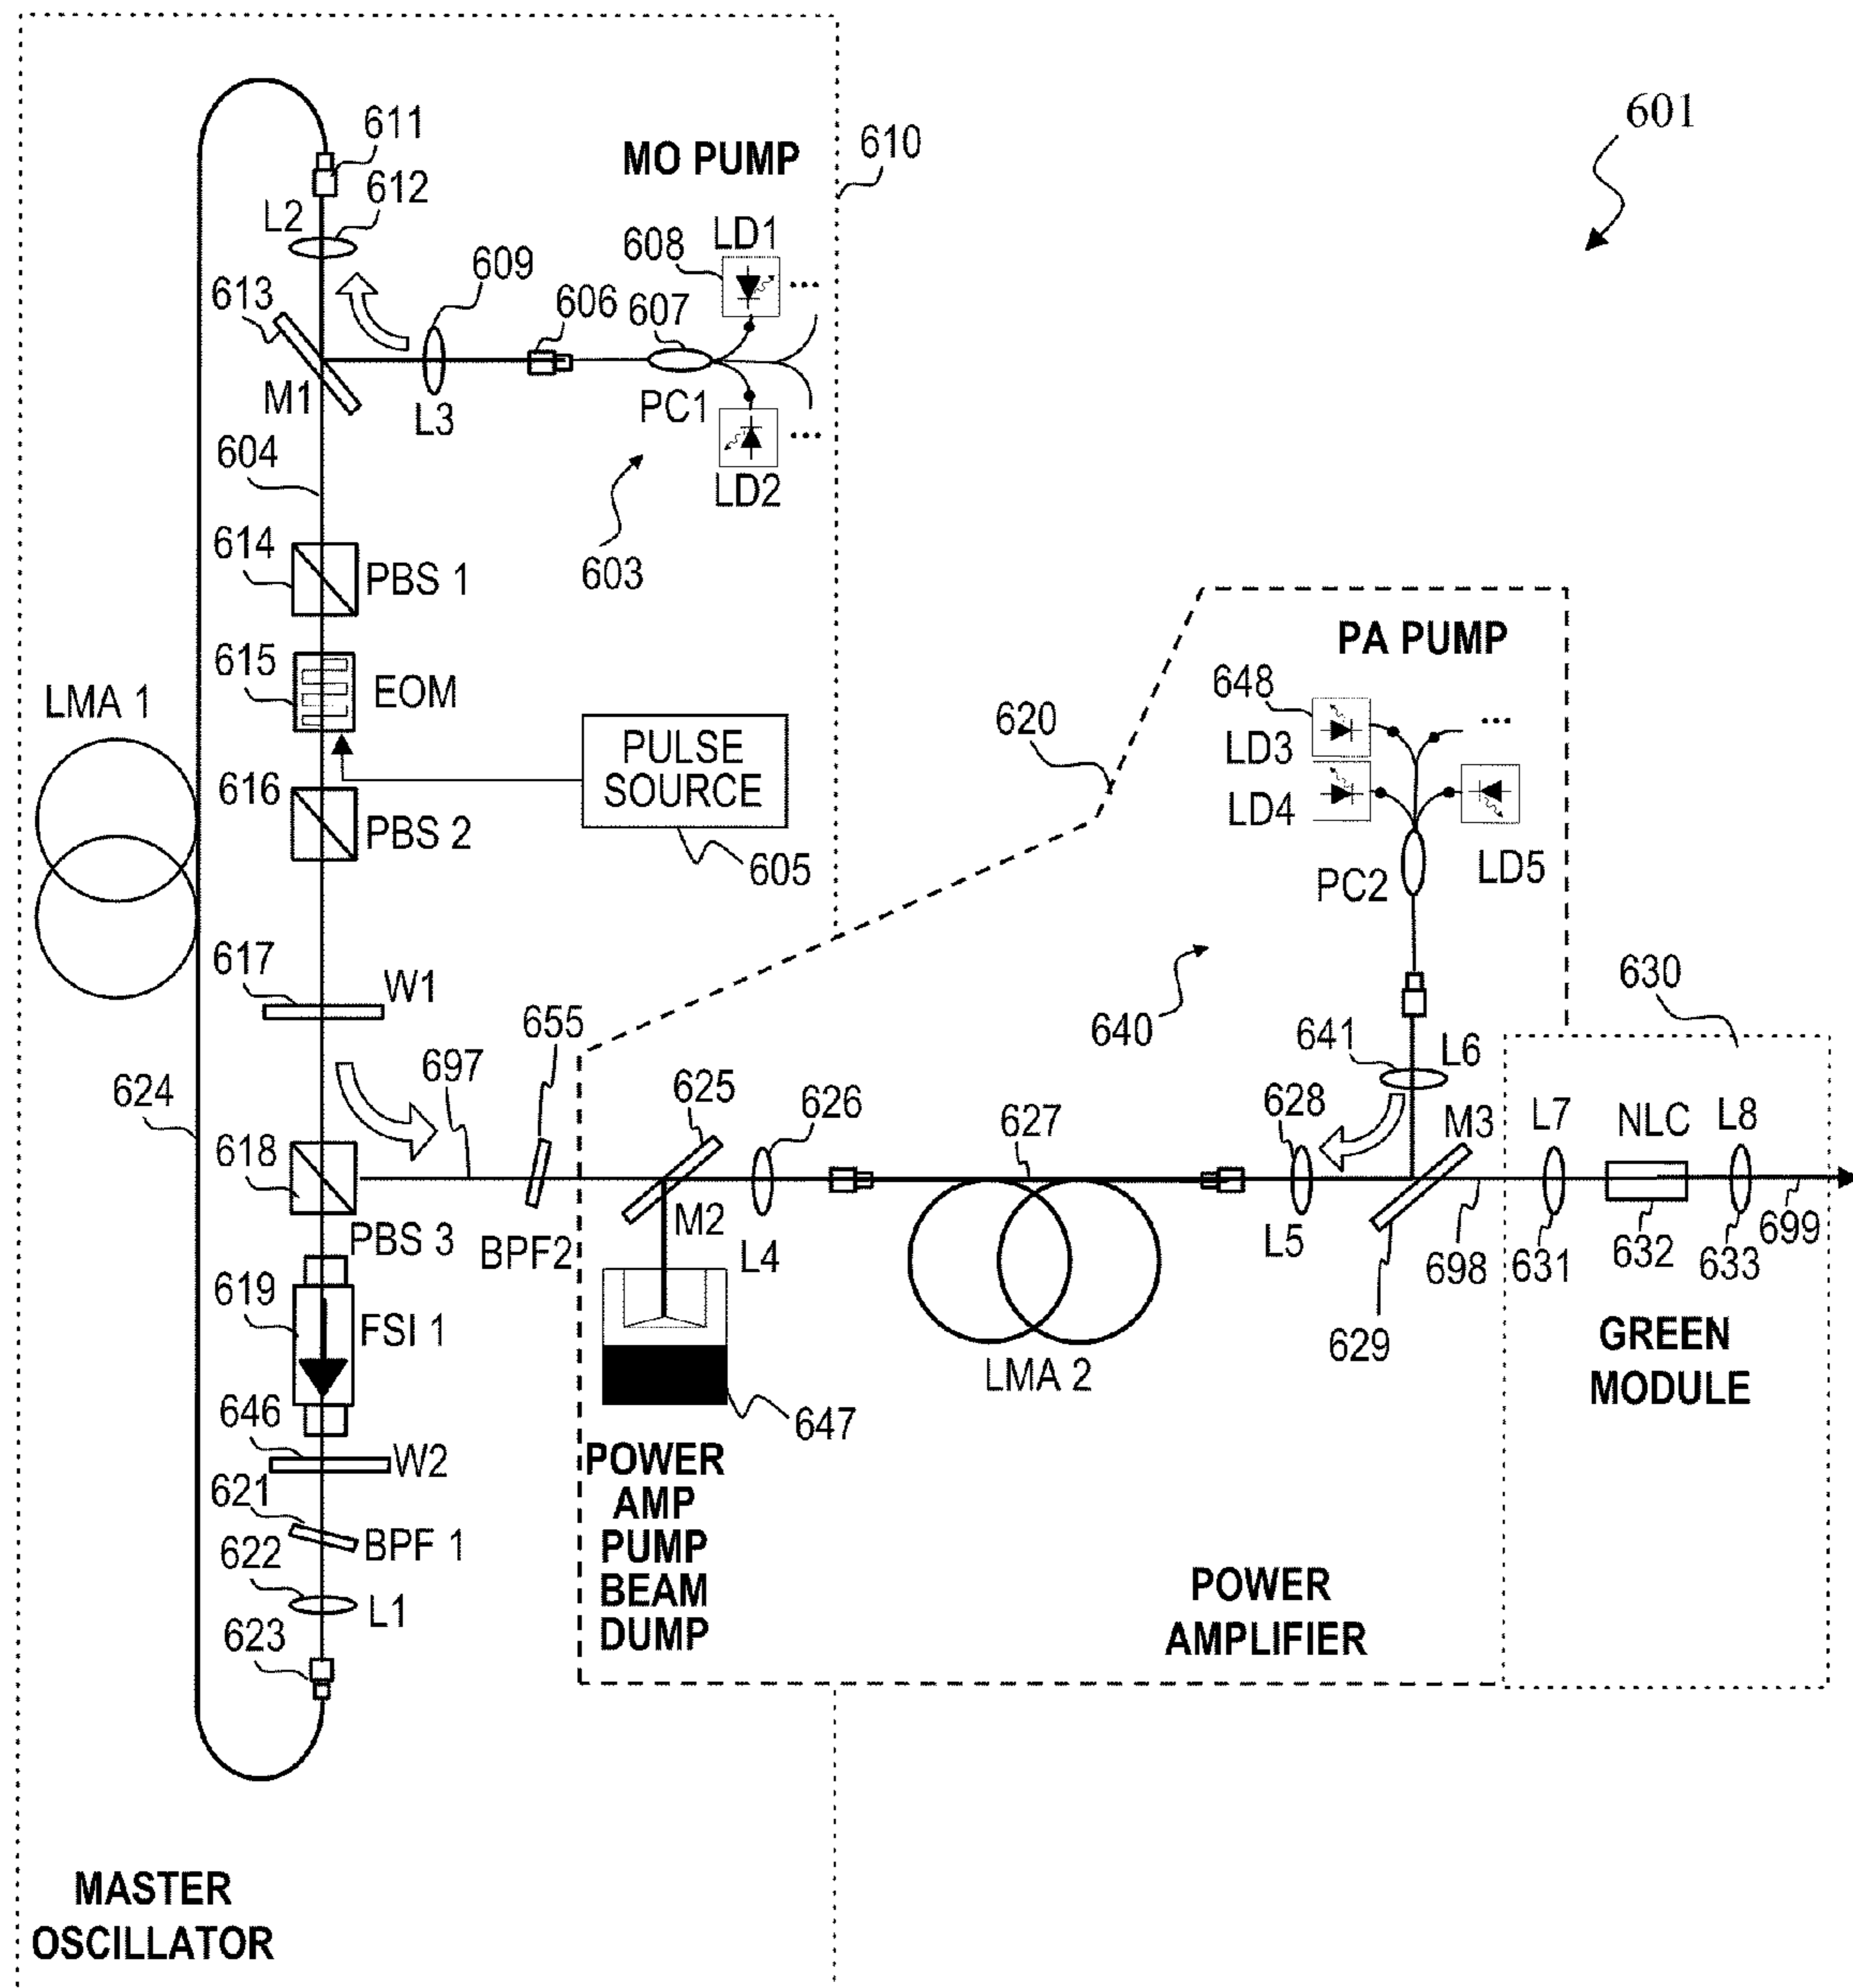 601
611
MO PUMP
610
612
L2
LD1
608
609
...
613
606
607
M1
L3
PC1
...
LD2
604
603
614
PBS 1
615
EOM
LMA 1
PULSE
SOURCE
616
PBS 2
605
PA PUMP
648
...
620
LD3
LD4
LD5
PC2
617
W1
655
640
630
697
625
641
L6
624
626
627
628
M3
L7
NLC
L8
618
M2
PBS 3
BPF2
L4
L5
698
631
632
633
699
619
FSI 1
LMA 2
629
GREEN
MODULE
646
647
W2
POWER
AMP
PUMP
BEAM
DUMP
621
BPF 1
622
L1
POWER
AMPLIFIER
623
MASTER
OSCILLATOR